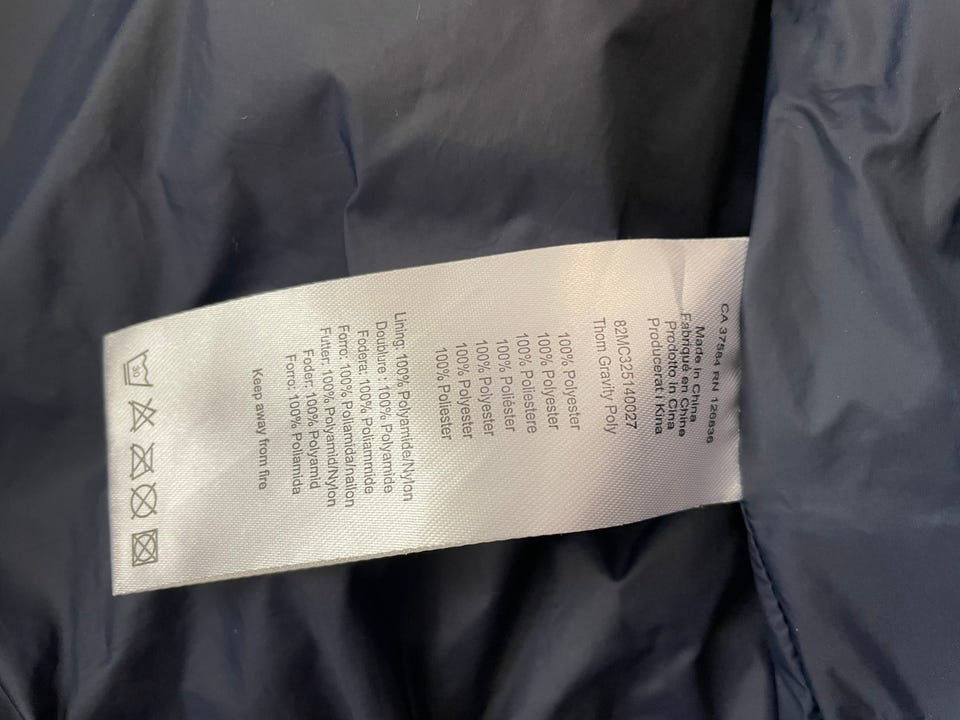 CA 37584 RN 126836
Made in China
Fabriqué en Chine
Prodotto in Cina
Producerat i Kina
82MC325140027
Thom Gravity Poly
100% Polyester
100% Polyester
100% Poliestere
100% Poliéster
100% Polyester
100% Polyester
100% Poliester
Lining: 100% Polyamide/Nylon
Doublure : 100% Polyamide
Fodera: 100% Poliammide
Forro: 100% Poliamida/nailon
Futter: 100% Polyamid/Nylon
Foder: 100% Polyamid
Forro: 100% Poliamida
Keep away from fire
30